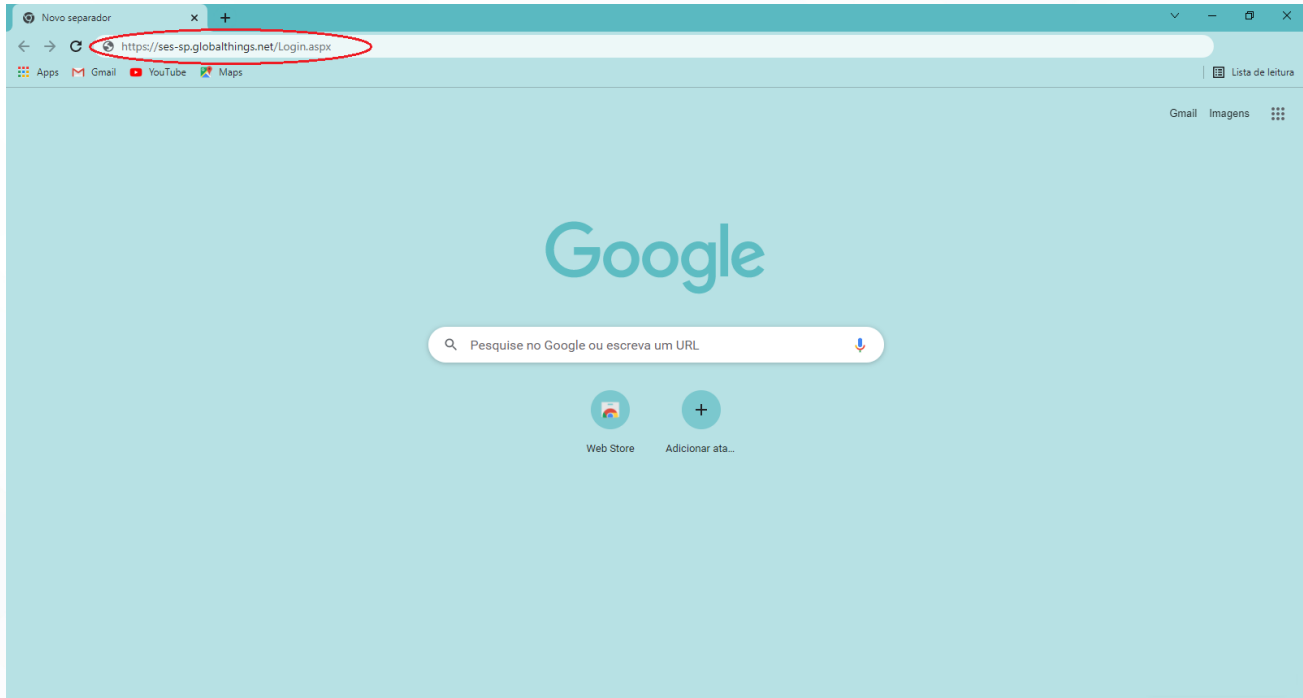 Novo separador
https://ses-sp.globalthings.net/Login.aspx
Apps Gmail YouTube Maps Lista de leitura
Gmail Imagens
Google
Pesquise no Google ou escreva um URL
Web Store Adicionar ata...